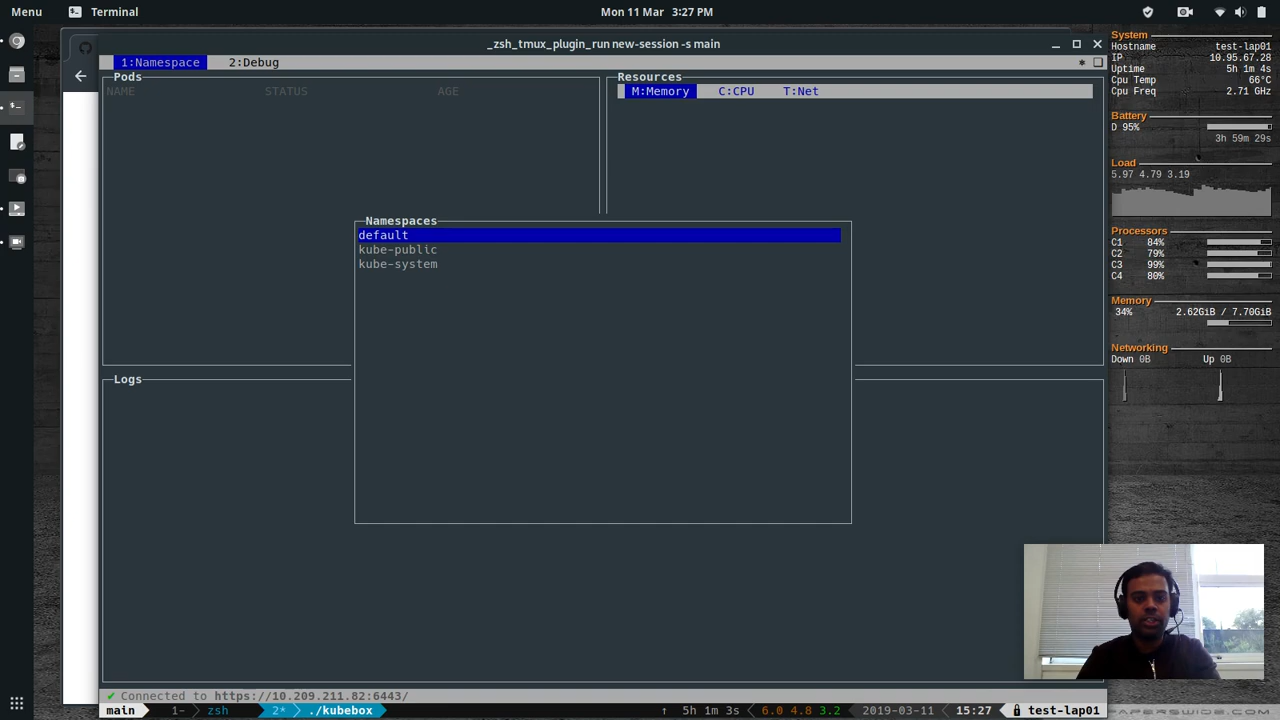 Menu Terminal Mon 11 Mar 3:27 PM
_zsh_tmux_plugin_run new-session -s main
1:Namespace 2:Debug
Pods
NAME STATUS AGE
Resources
M:Memory C:CPU T:Net
Namespaces
default
kube-public
kube-system
Logs
✔ Connected to https://10.209.211.82:6443/
main 1- zsh 2* ./kubebox ↑ 5h 1m 3s 6.0 4.8 3.2 2019-03-11 15:27 test-lap01
System
Hostname test-lap01
IP 10.95.67.28
Uptime 5h 1m 4s
Cpu Temp 66°C
Cpu Freq 2.71 GHz
Battery
D 95%
3h 59m 29s
Load
5.97 4.79 3.19
Processors
C1 84%
C2 79%
C3 99%
C4 80%
Memory
34% 2.62GiB / 7.70GiB
Networking
Down 0B Up 0B
PAPERSWIDE.COM